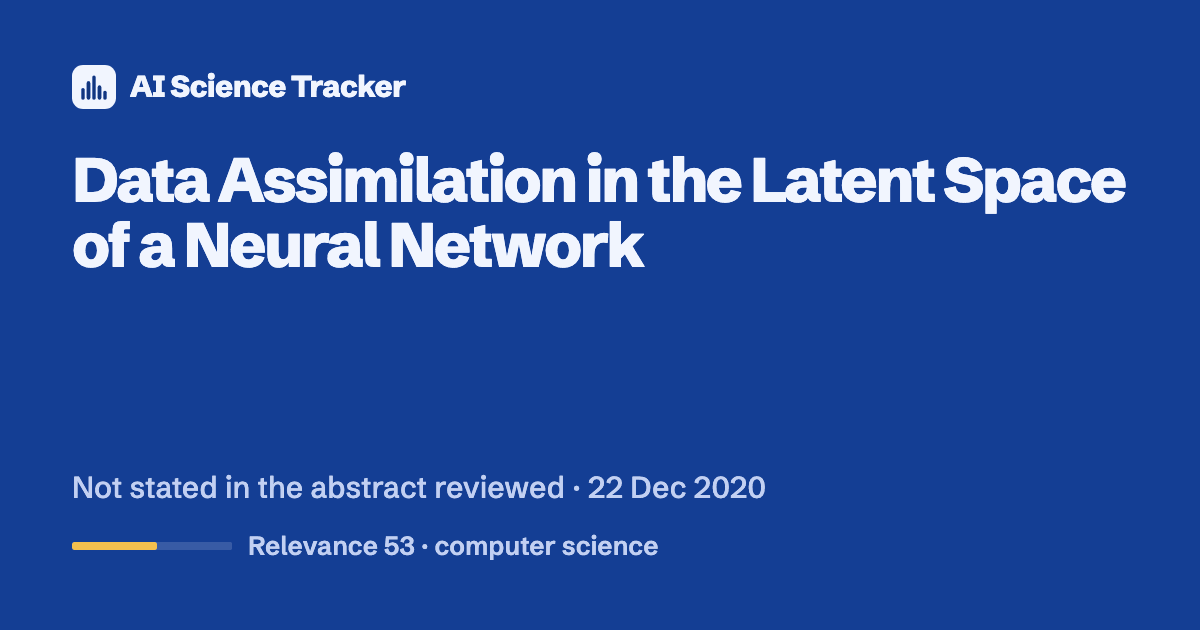 AI Science Tracker
Data Assimilation in the Latent Space
of a Neural Network
Not stated in the abstract reviewed · 22 Dec 2020
Relevance 53 · computer science